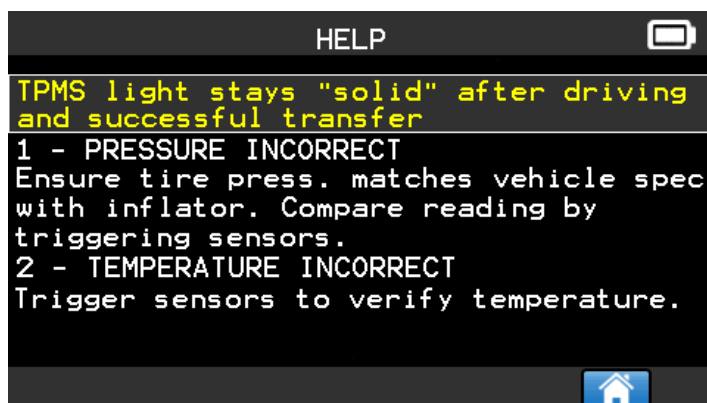 HELP
TPMS light stays "solid" after driving
and successful transfer
1 - PRESSURE INCORRECT
Ensure tire press. matches vehicle spec
with inflator. Compare reading by
triggering sensors.
2 - TEMPERATURE INCORRECT
Trigger sensors to verify temperature.